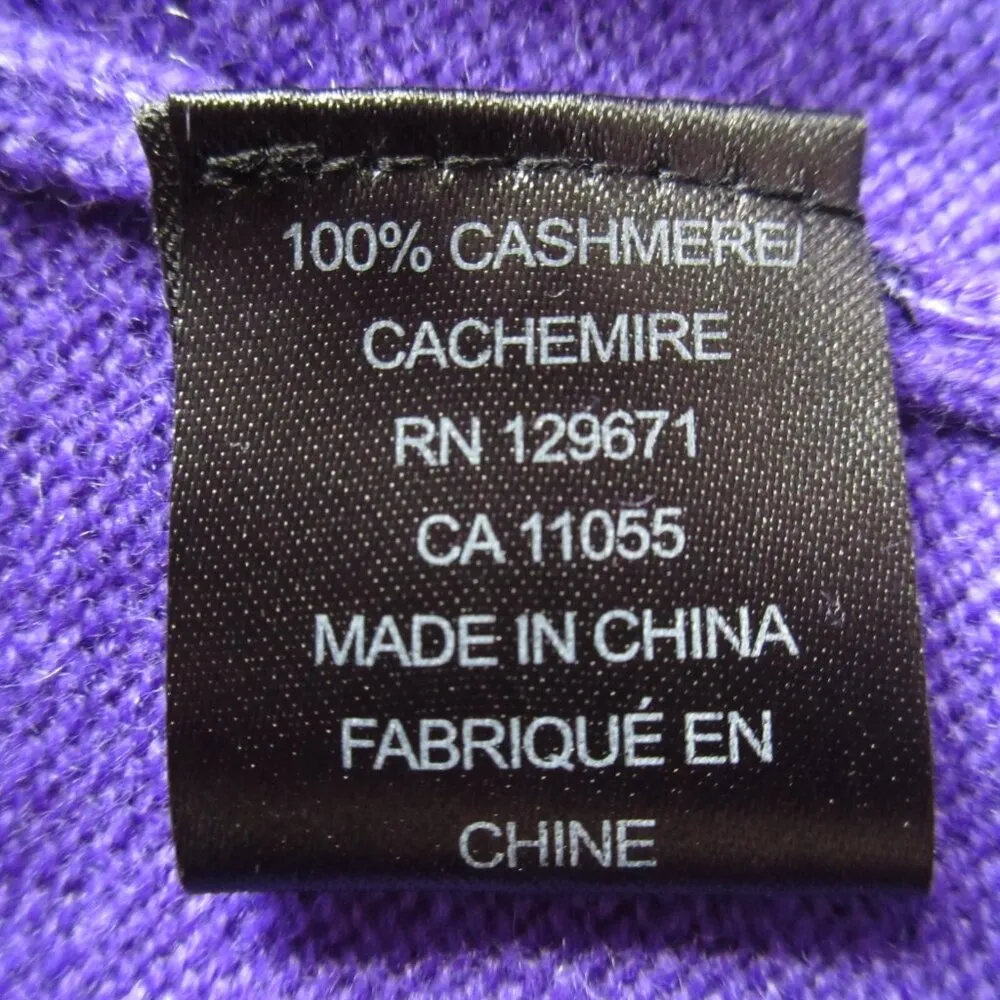 100% CASHMERE/
CACHEMIRE
RN 129671
CA 11055
MADE IN CHINA
FABRIQUÉ EN
CHINE